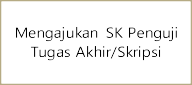 Mengajukan SK Penguji
Tugas Akhir/Skripsi